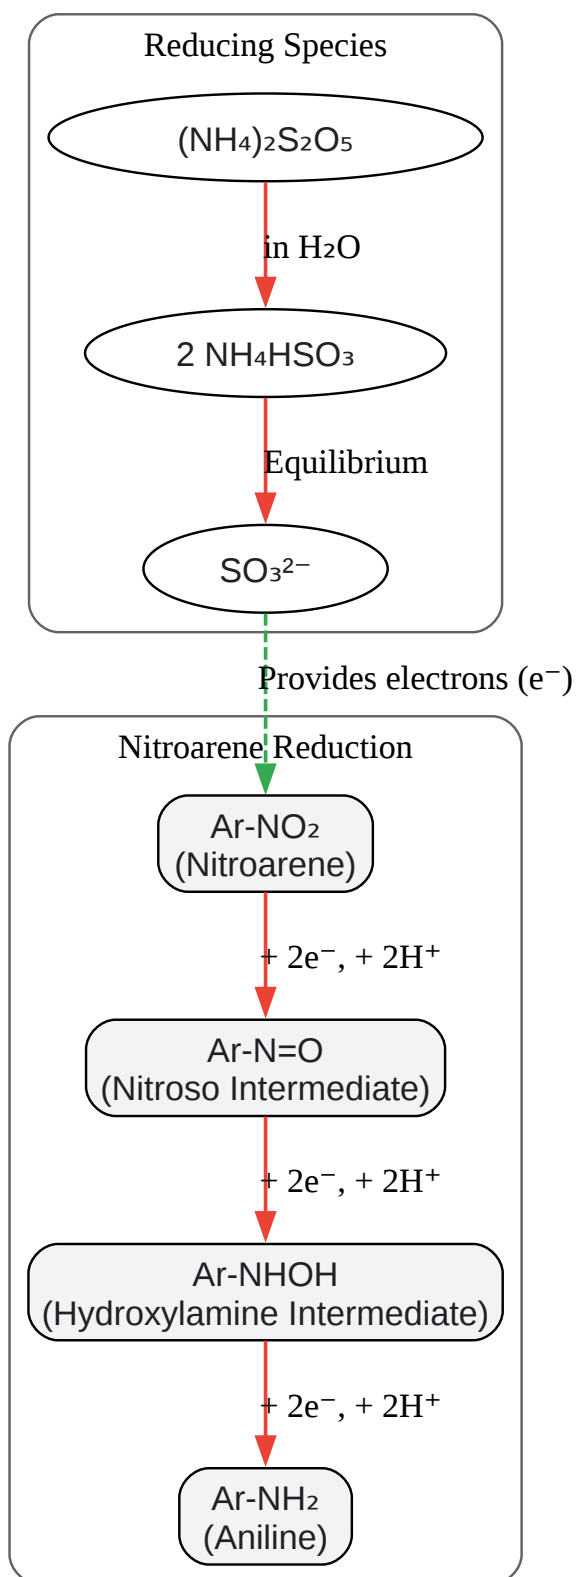 Reducing Species
(NH₄)₂S₂O₅
in H₂O
2 NH₄HSO₃
Equilibrium
SO₃²⁻
Provides electrons (e⁻)
Nitroarene Reduction
Ar-NO₂
(Nitroarene)
+ 2e⁻, + 2H⁺
Ar-N=O
(Nitroso Intermediate)
+ 2e⁻, + 2H⁺
Ar-NHOH
(Hydroxylamine Intermediate)
+ 2e⁻, + 2H⁺
Ar-NH₂
(Aniline)